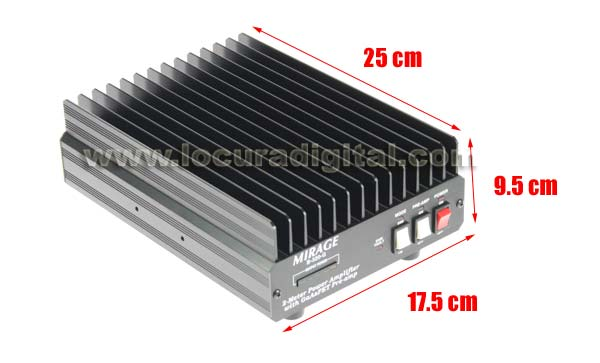 25 cm
www.locuradigital.com
9.5 cm
MIRAGE
MODE PRE-AMP POWER
2-Meter Power Amplifier
with GaAsFET Pre-amp
17.5 cm